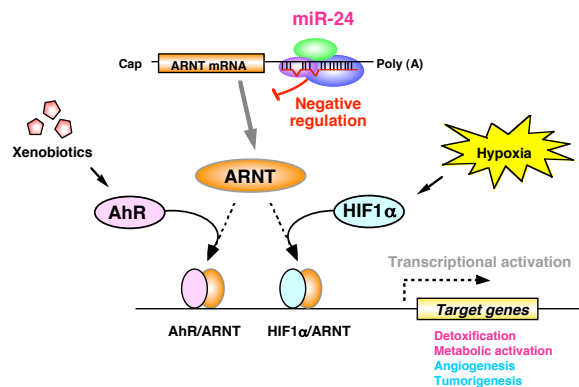 miR-24
Cap
ARNT mRNA
Poly (A)
Negative
regulation
Xenobiotics
Hypoxia
ARNT
AhR
HIF1α
Transcriptional activation
Target genes
AhR/ARNT
HIF1α/ARNT
Detoxification
Metabolic activation
Angiogenesis
Tumorigenesis